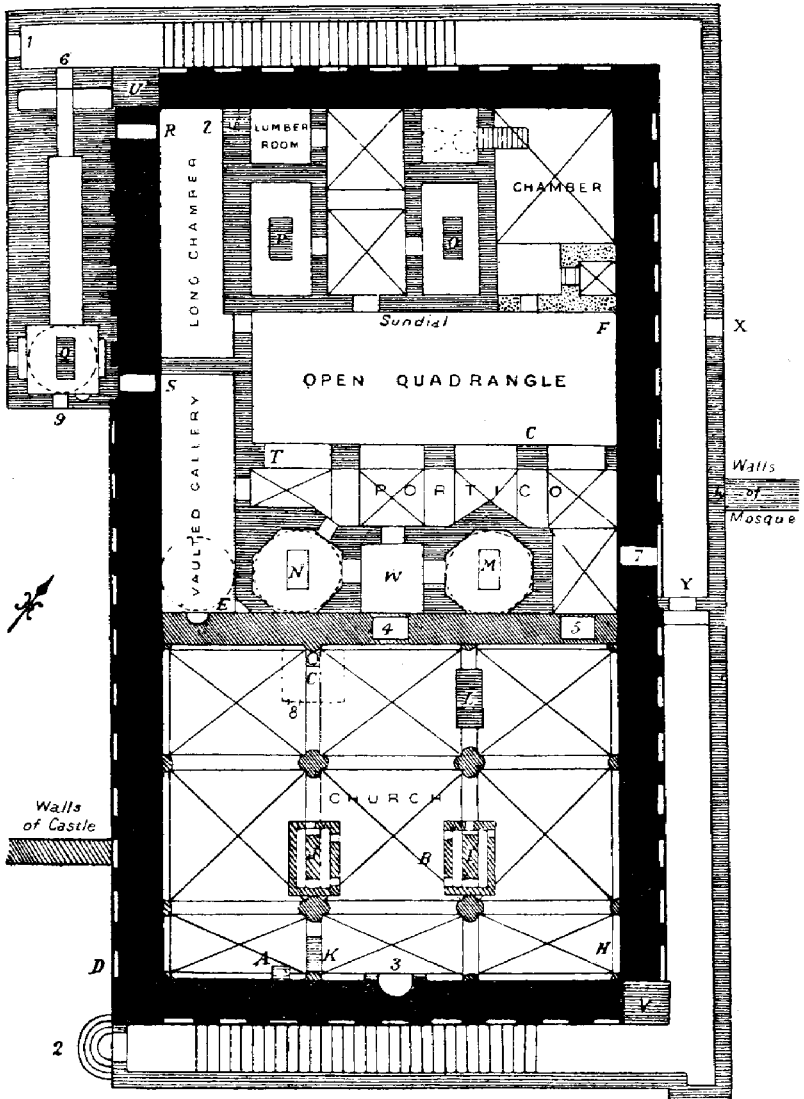 1
6
U
R
2
LUMBER
ROOM
LONG CHAMBER
CHAMBER
P
O
Sundial
F
X
Q
OPEN QUADRANGLE
S
9
C
T
VAULTED GALLERY
PORTICO
Walls
of
Mosque
N
W
M
7
Y
E
4
5
C
8
L
CHURCH
Walls
of Castle
J
B
I
A
K
3
H
D
V
2